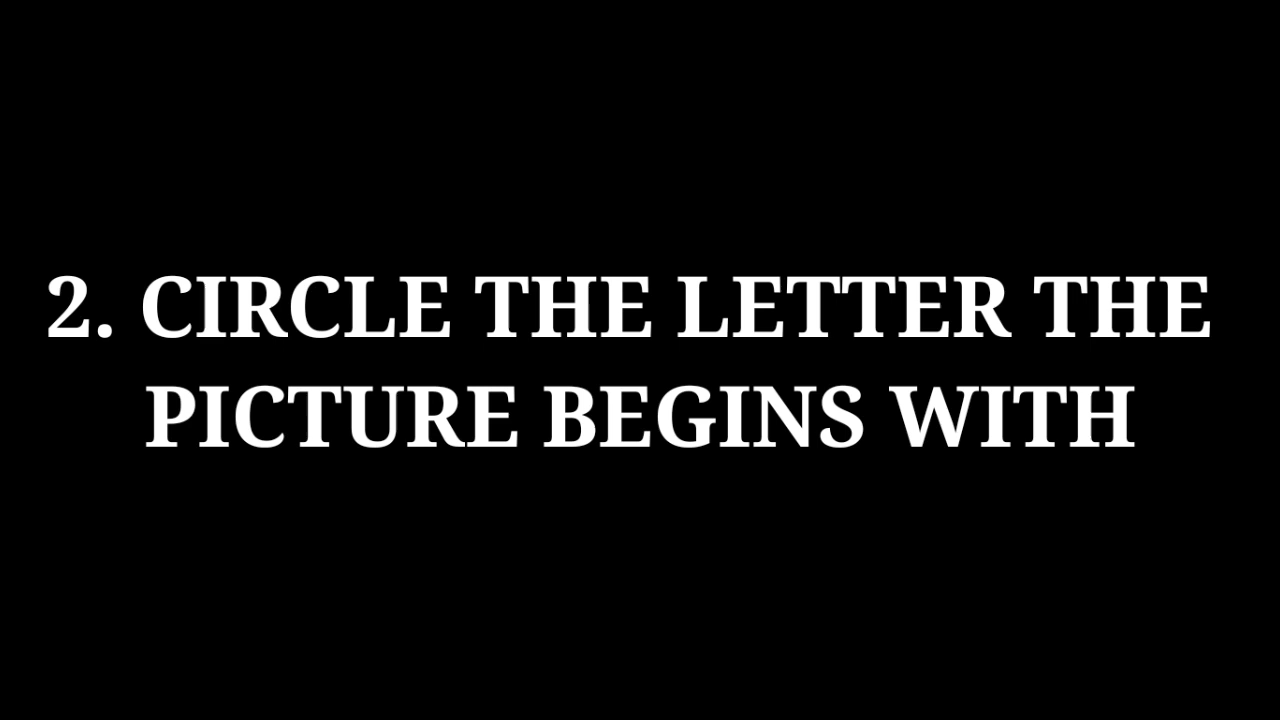 2. CIRCLE THE LETTER THE
PICTURE BEGINS WITH